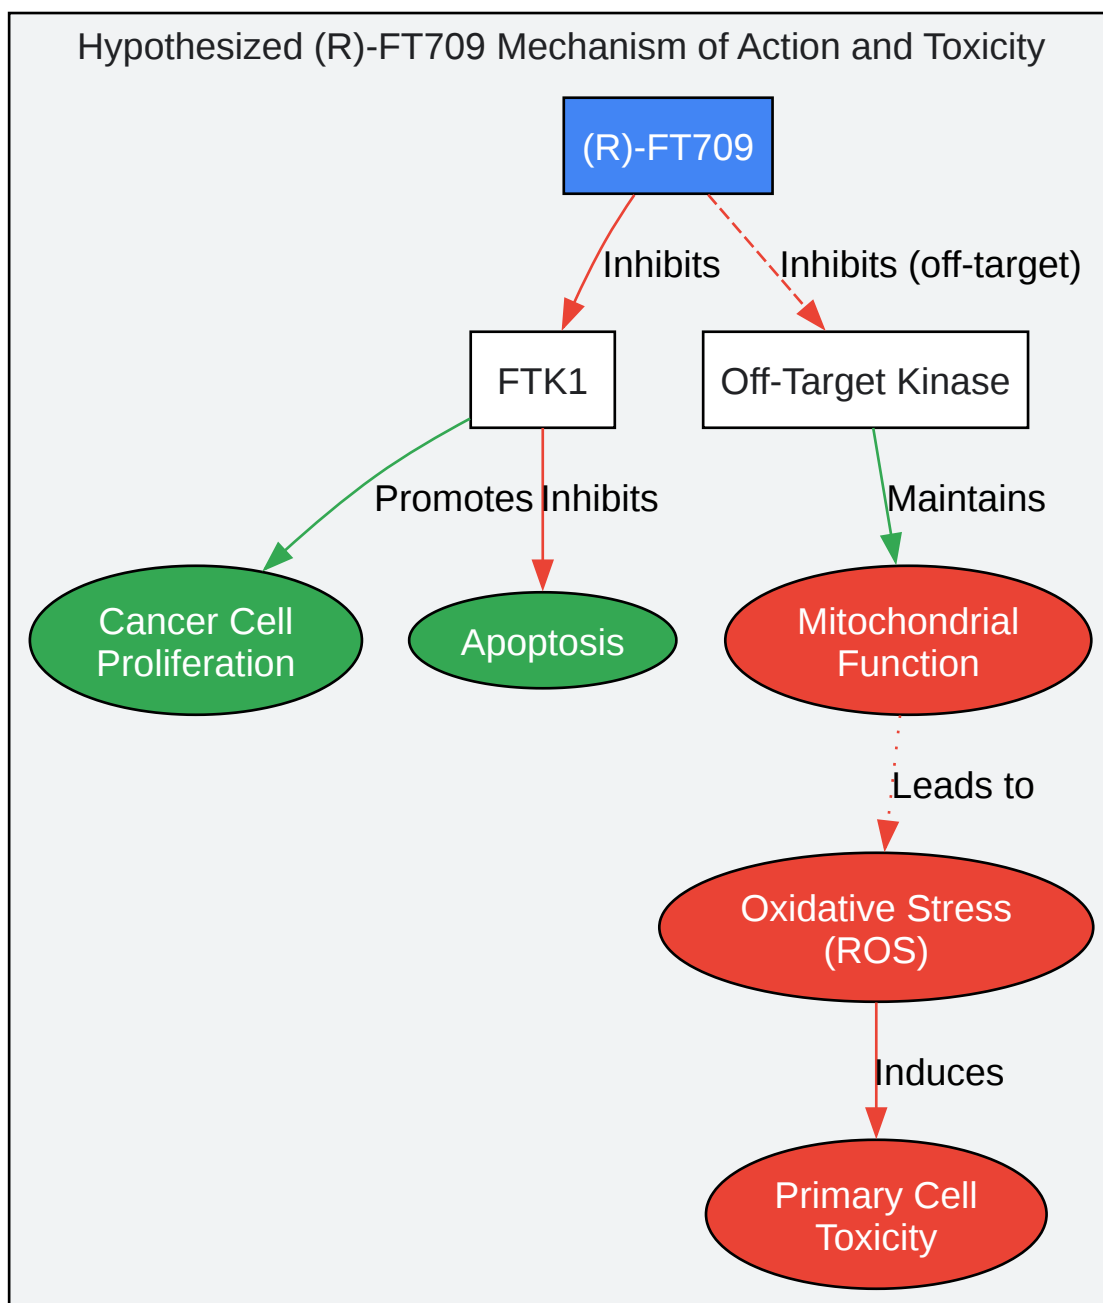 Hypothesized (R)-FT709 Mechanism of Action and Toxicity
(R)-FT709
Inhibits
Inhibits (off-target)
FTK1
Off-Target Kinase
Promotes
Inhibits
Maintains
Cancer Cell
Proliferation
Apoptosis
Mitochondrial
Function
Leads to
Oxidative Stress
(ROS)
Induces
Primary Cell
Toxicity